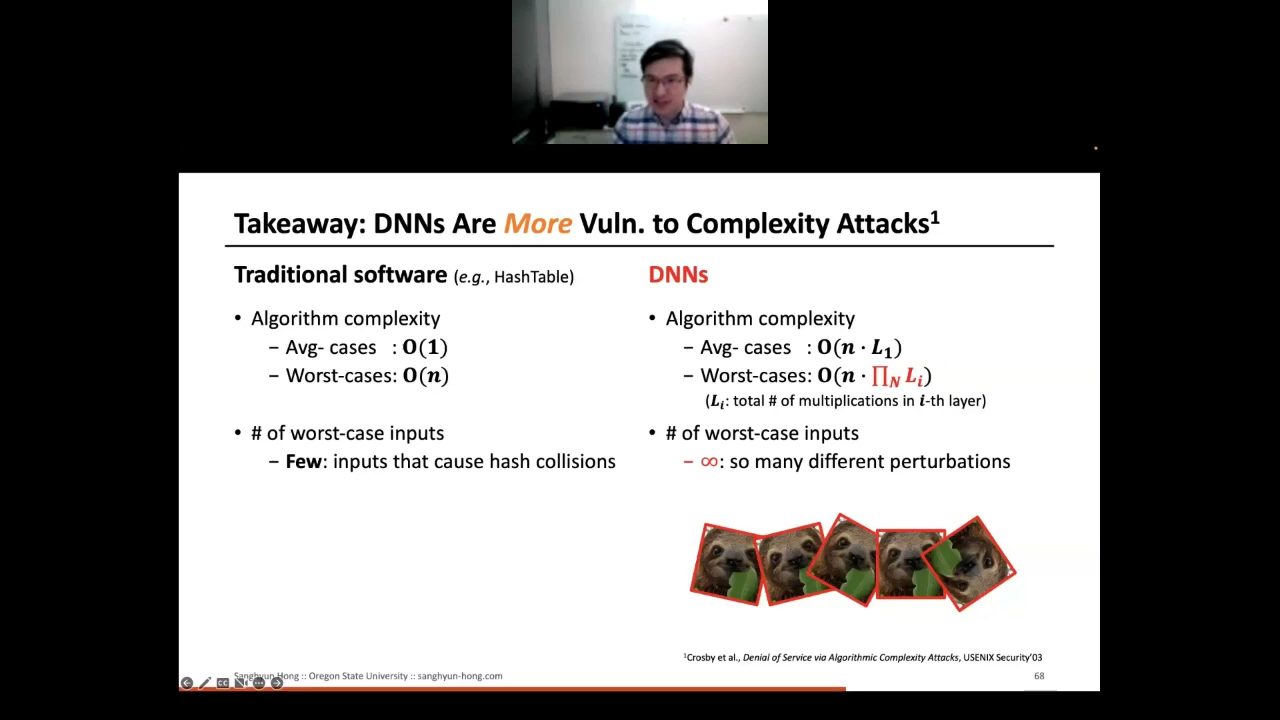 Takeaway: DNNs Are More Vuln. to Complexity Attacks¹
Traditional software (e.g., HashTable)
• Algorithm complexity
− Avg- cases : O(1)
− Worst-cases: O(n)
• # of worst-case inputs
− Few: inputs that cause hash collisions
DNNs
• Algorithm complexity
− Avg- cases : O(n · L₁)
− Worst-cases: O(n · ∏_N Lᵢ)
(Lᵢ: total # of multiplications in i-th layer)
• # of worst-case inputs
− ∞: so many different perturbations
¹Crosby et al., Denial of Service via Algorithmic Complexity Attacks, USENIX Security'03
Sanghyun Hong :: Oregon State University :: sanghyun-hong.com
68